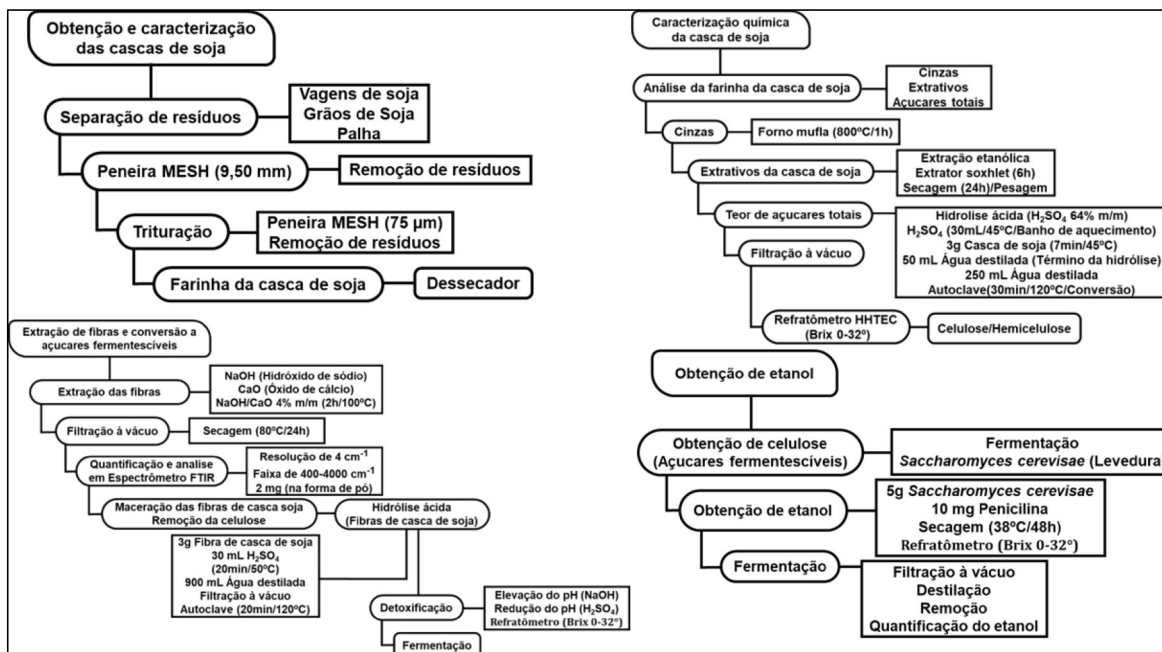 Obtenção e caracterização
das cascas de soja
Separação de resíduos
Vagens de soja
Grãos de Soja
Palha
Peneira MESH (9,50 mm)
Remoção de resíduos
Trituração
Peneira MESH (75 µm)
Remoção de resíduos
Farinha da casca de soja
Dessecador
Caracterização química
da casca de soja
Análise da farinha da casca de soja
Cinzas
Extrativos
Açucares totais
Cinzas
Forno mufla (800ºC/1h)
Extrativos da casca de soja
Extração etanólica
Extrator soxhlet (6h)
Secagem (24h)/Pesagem
Teor de açucares totais
Hidrolise ácida (H₂SO₄ 64% m/m)
H₂SO₄ (30mL/45ºC/Banho de aquecimento)
3g Casca de soja (7min/45ºC)
50 mL Água destilada (Término da hidrólise)
250 mL Água destilada
Autoclave(30min/120ºC/Conversão)
Filtração à vácuo
Refratômetro HHTEC
(Brix 0-32º)
Celulose/Hemicelulose
Extração de fibras e conversão a
açucares fermentescíveis
Extração das fibras
NaOH (Hidróxido de sódio)
CaO (Óxido de cálcio)
NaOH/CaO 4% m/m (2h/100ºC)
Filtração à vácuo
Secagem (80ºC/24h)
Quantificação e analise
em Espectrômetro FTIR
Resolução de 4 cm⁻¹
Faixa de 400-4000 cm⁻¹
2 mg (na forma de pó)
Maceração das fibras de casca soja
Remoção da celulose
Hidrólise ácida
(Fibras de casca de soja)
3g Fibra de casca de soja
30 mL H₂SO₄
(20min/50ºC)
900 mL Água destilada
Filtração à vácuo
Autoclave (20min/120ºC)
Detoxificação
Elevação do pH (NaOH)
Redução do pH (H₂SO₄)
Refratômetro (Brix 0-32°)
Fermentação
Obtenção de etanol
Obtenção de celulose
(Açucares fermentescíveis)
Fermentação
Saccharomyces cerevisae (Levedura)
Obtenção de etanol
5g Saccharomyces cerevisae
10 mg Penicilina
Secagem (38ºC/48h)
Refratômetro (Brix 0-32°)
Fermentação
Filtração à vácuo
Destilação
Remoção
Quantificação do etanol